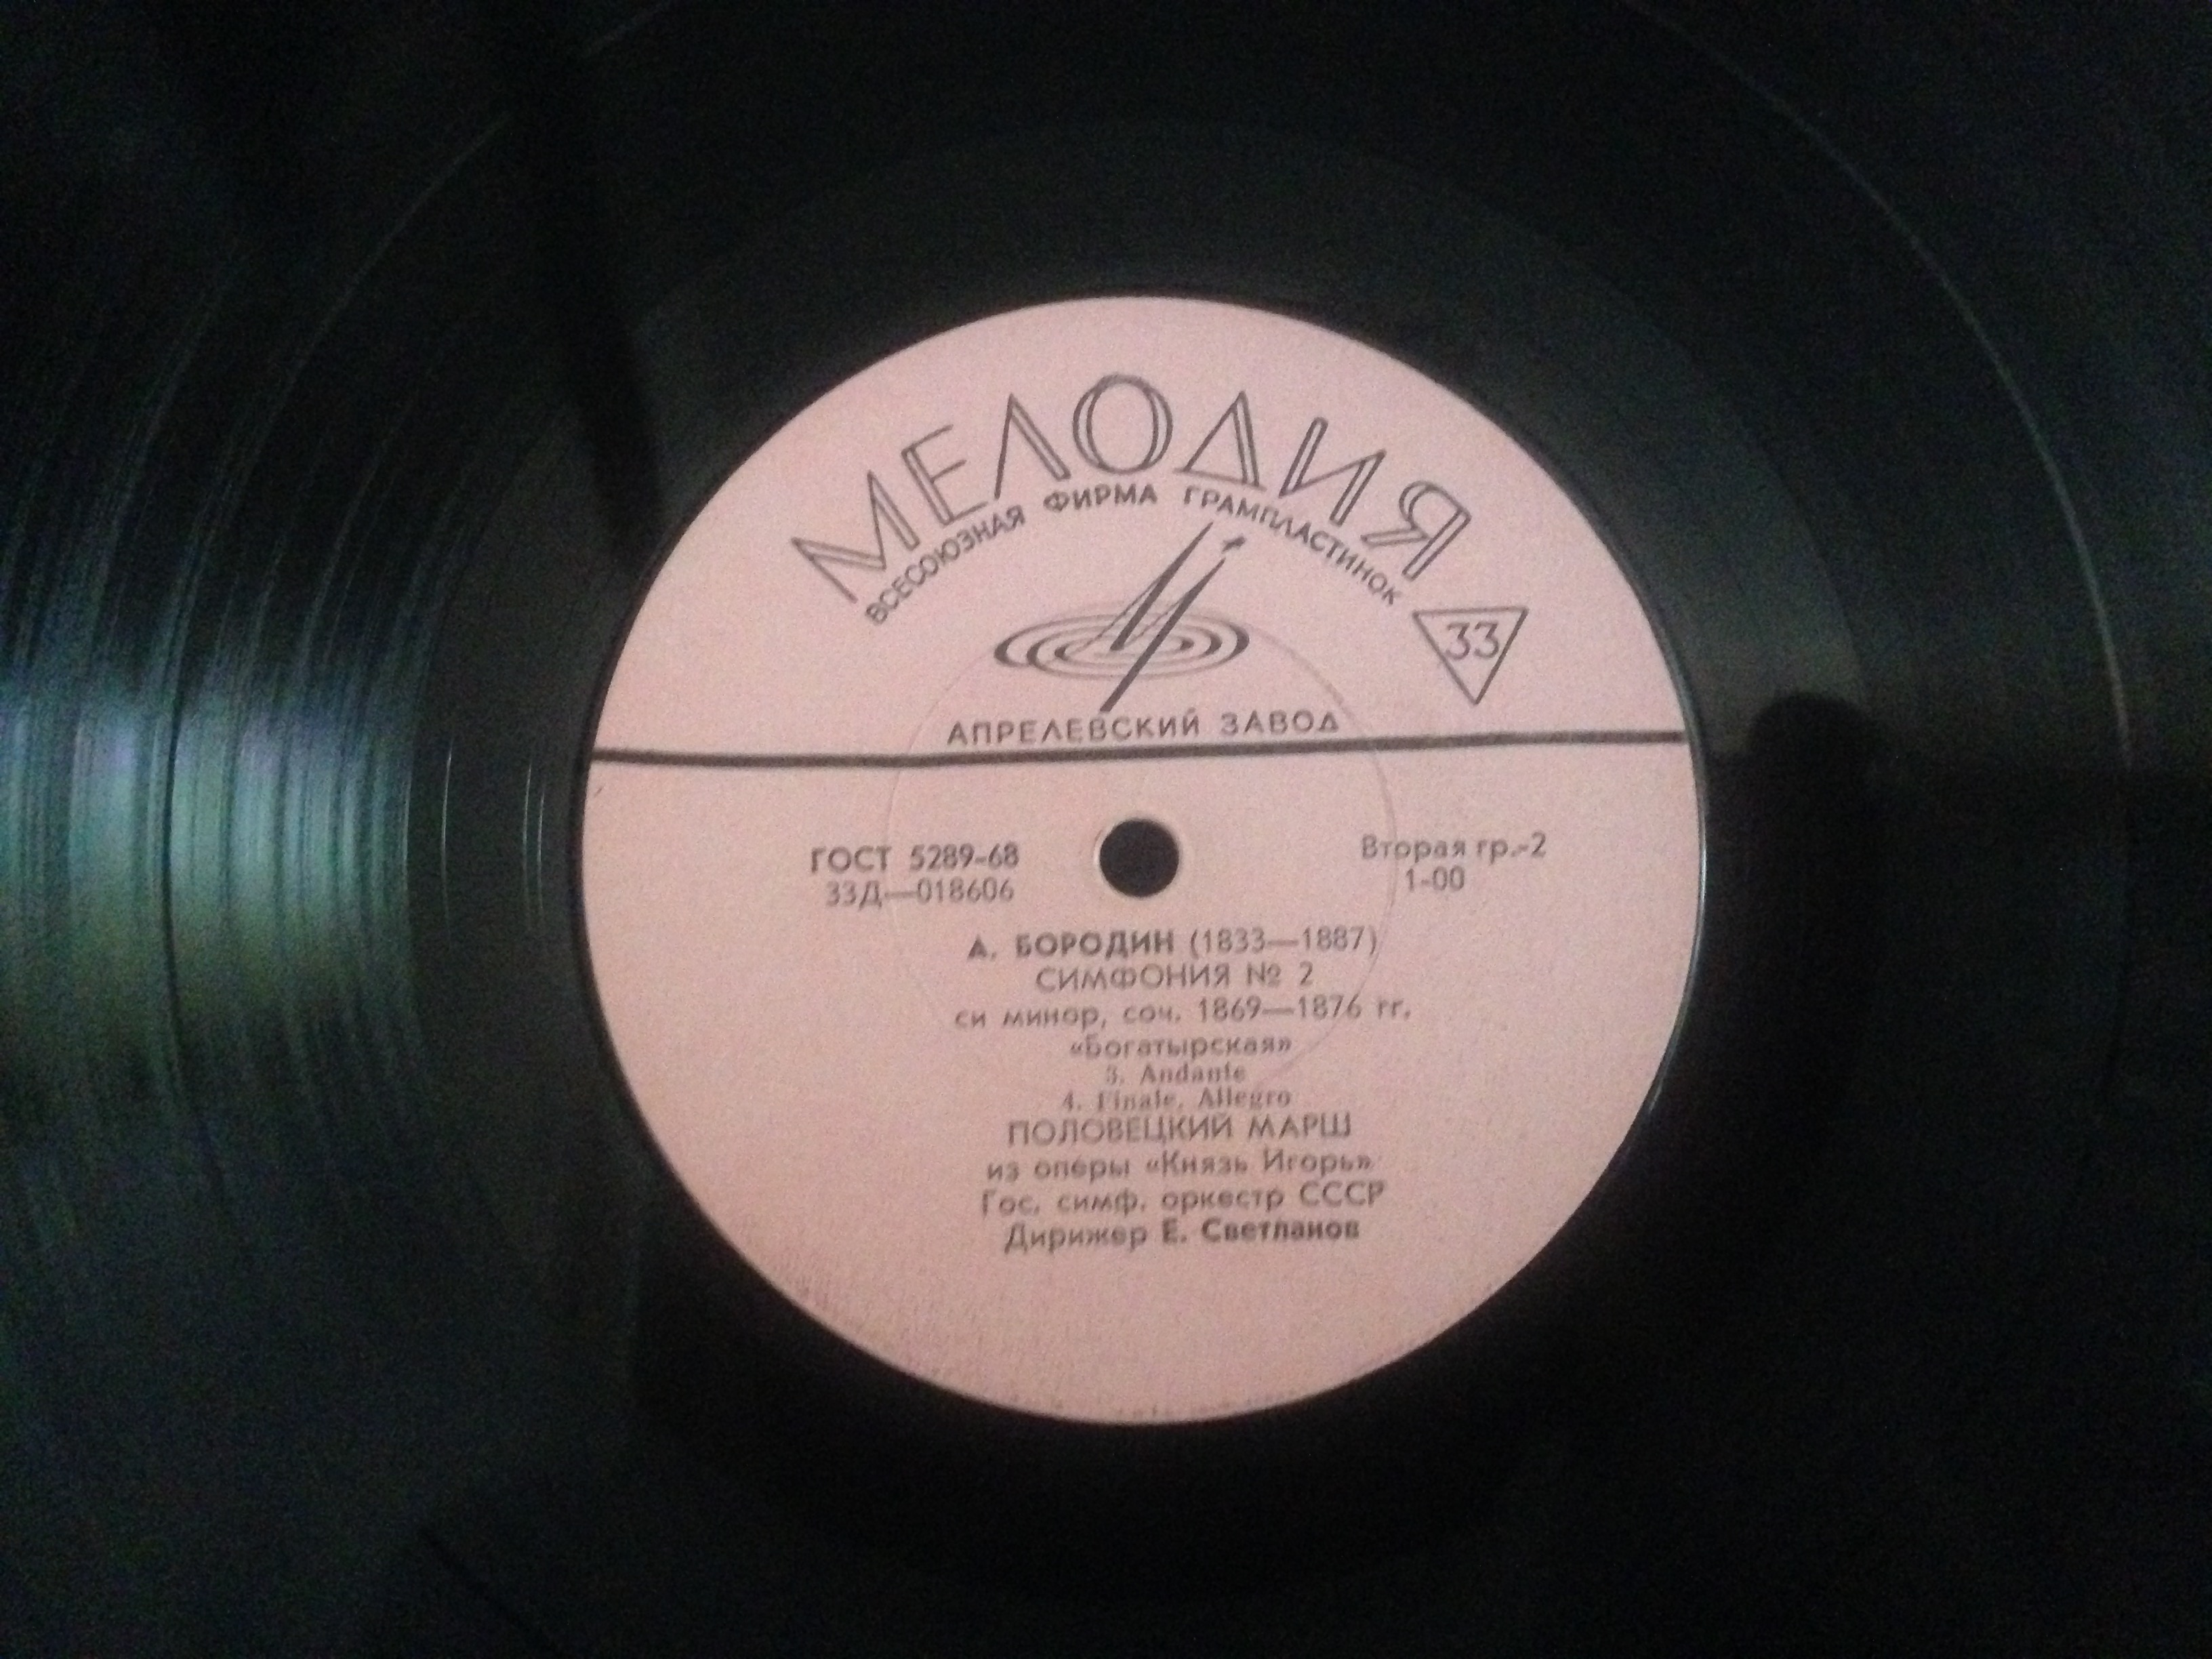 МЕЛОДИЯ
ВСЕСОЮЗНАЯ ФИРМА ГРАМПЛАСТИНОК
33
АПРЕЛЕВСКИЙ ЗАВОД
ГОСТ 5289-68
33Д—018606
Вторая гр.-2
1-00
А. БОРОДИН (1833—1887)
СИМФОНИЯ № 2
си минор, соч. 1869—1876 гг.
«Богатырская»
3. Andante
4. Finale. Allegro
ПОЛОВЕЦКИЙ МАРШ
из оперы «Князь Игорь»
Гос. симф. оркестр СССР
Дирижер Е. Светланов